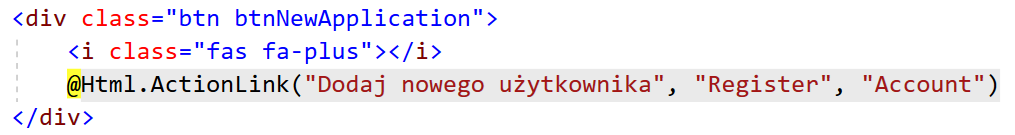 <div class="btn btnNewApplication">
<i class="fas fa-plus"></i>
@Html.ActionLink("Dodaj nowego użytkownika", "Register", "Account")
</div>